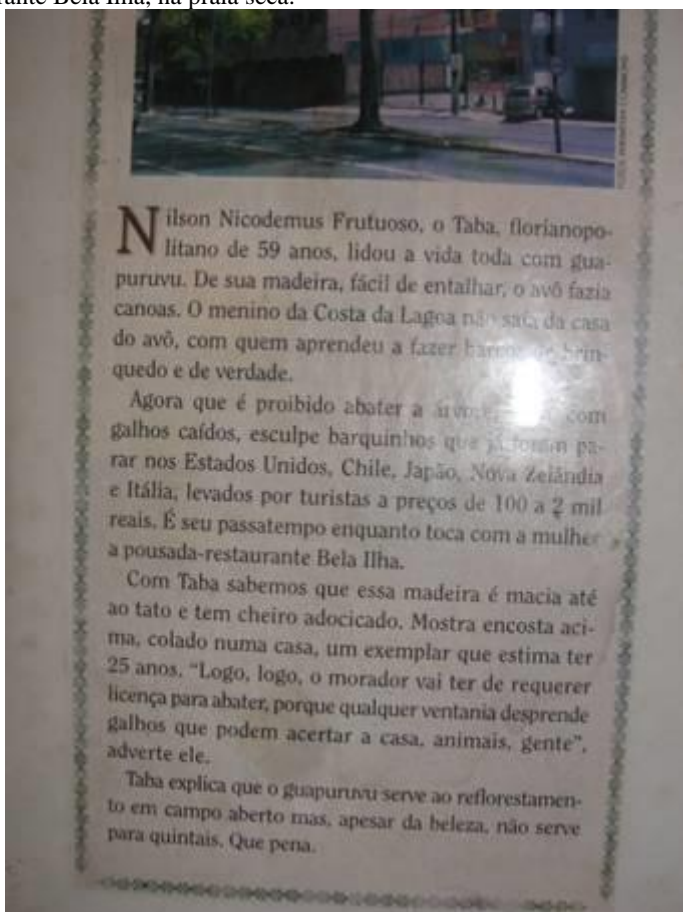 Bela Ilha, na praia seca.
Nilson Nicodemus Frutuoso, o Taba, florianopo-
litano de 59 anos, lidou a vida toda com gua-
puruvu. De sua madeira, fácil de entalhar, o avô fazia
canoas. O menino da Costa da Lagoa não saía da casa
do avô, com quem aprendeu a fazer barcos de brin-
quedo e de verdade.
Agora que é proibido abater a com
galhos caídos, esculpe barquinhos que já foram pa-
rar nos Estados Unidos, Chile, Japão, Nova Zelândia
e Itália, levados por turistas a preços de 100 a 2 mil
reais. É seu passatempo enquanto toca com a mulher
a pousada-restaurante Bela Ilha.
Com Taba sabemos que essa madeira é macia até
ao tato e tem cheiro adocicado. Mostra encosta aci-
ma, colado numa casa, um exemplar que estima ter
25 anos. “Logo, logo, o morador vai ter de requerer
licença para abater, porque qualquer ventania desprende
galhos que podem acertar a casa, animais, gente”,
adverte ele.
Taba explica que o guapuruvu serve ao reflorestamen-
to em campo aberto mas, apesar da beleza, não serve
para quintais. Que pena.